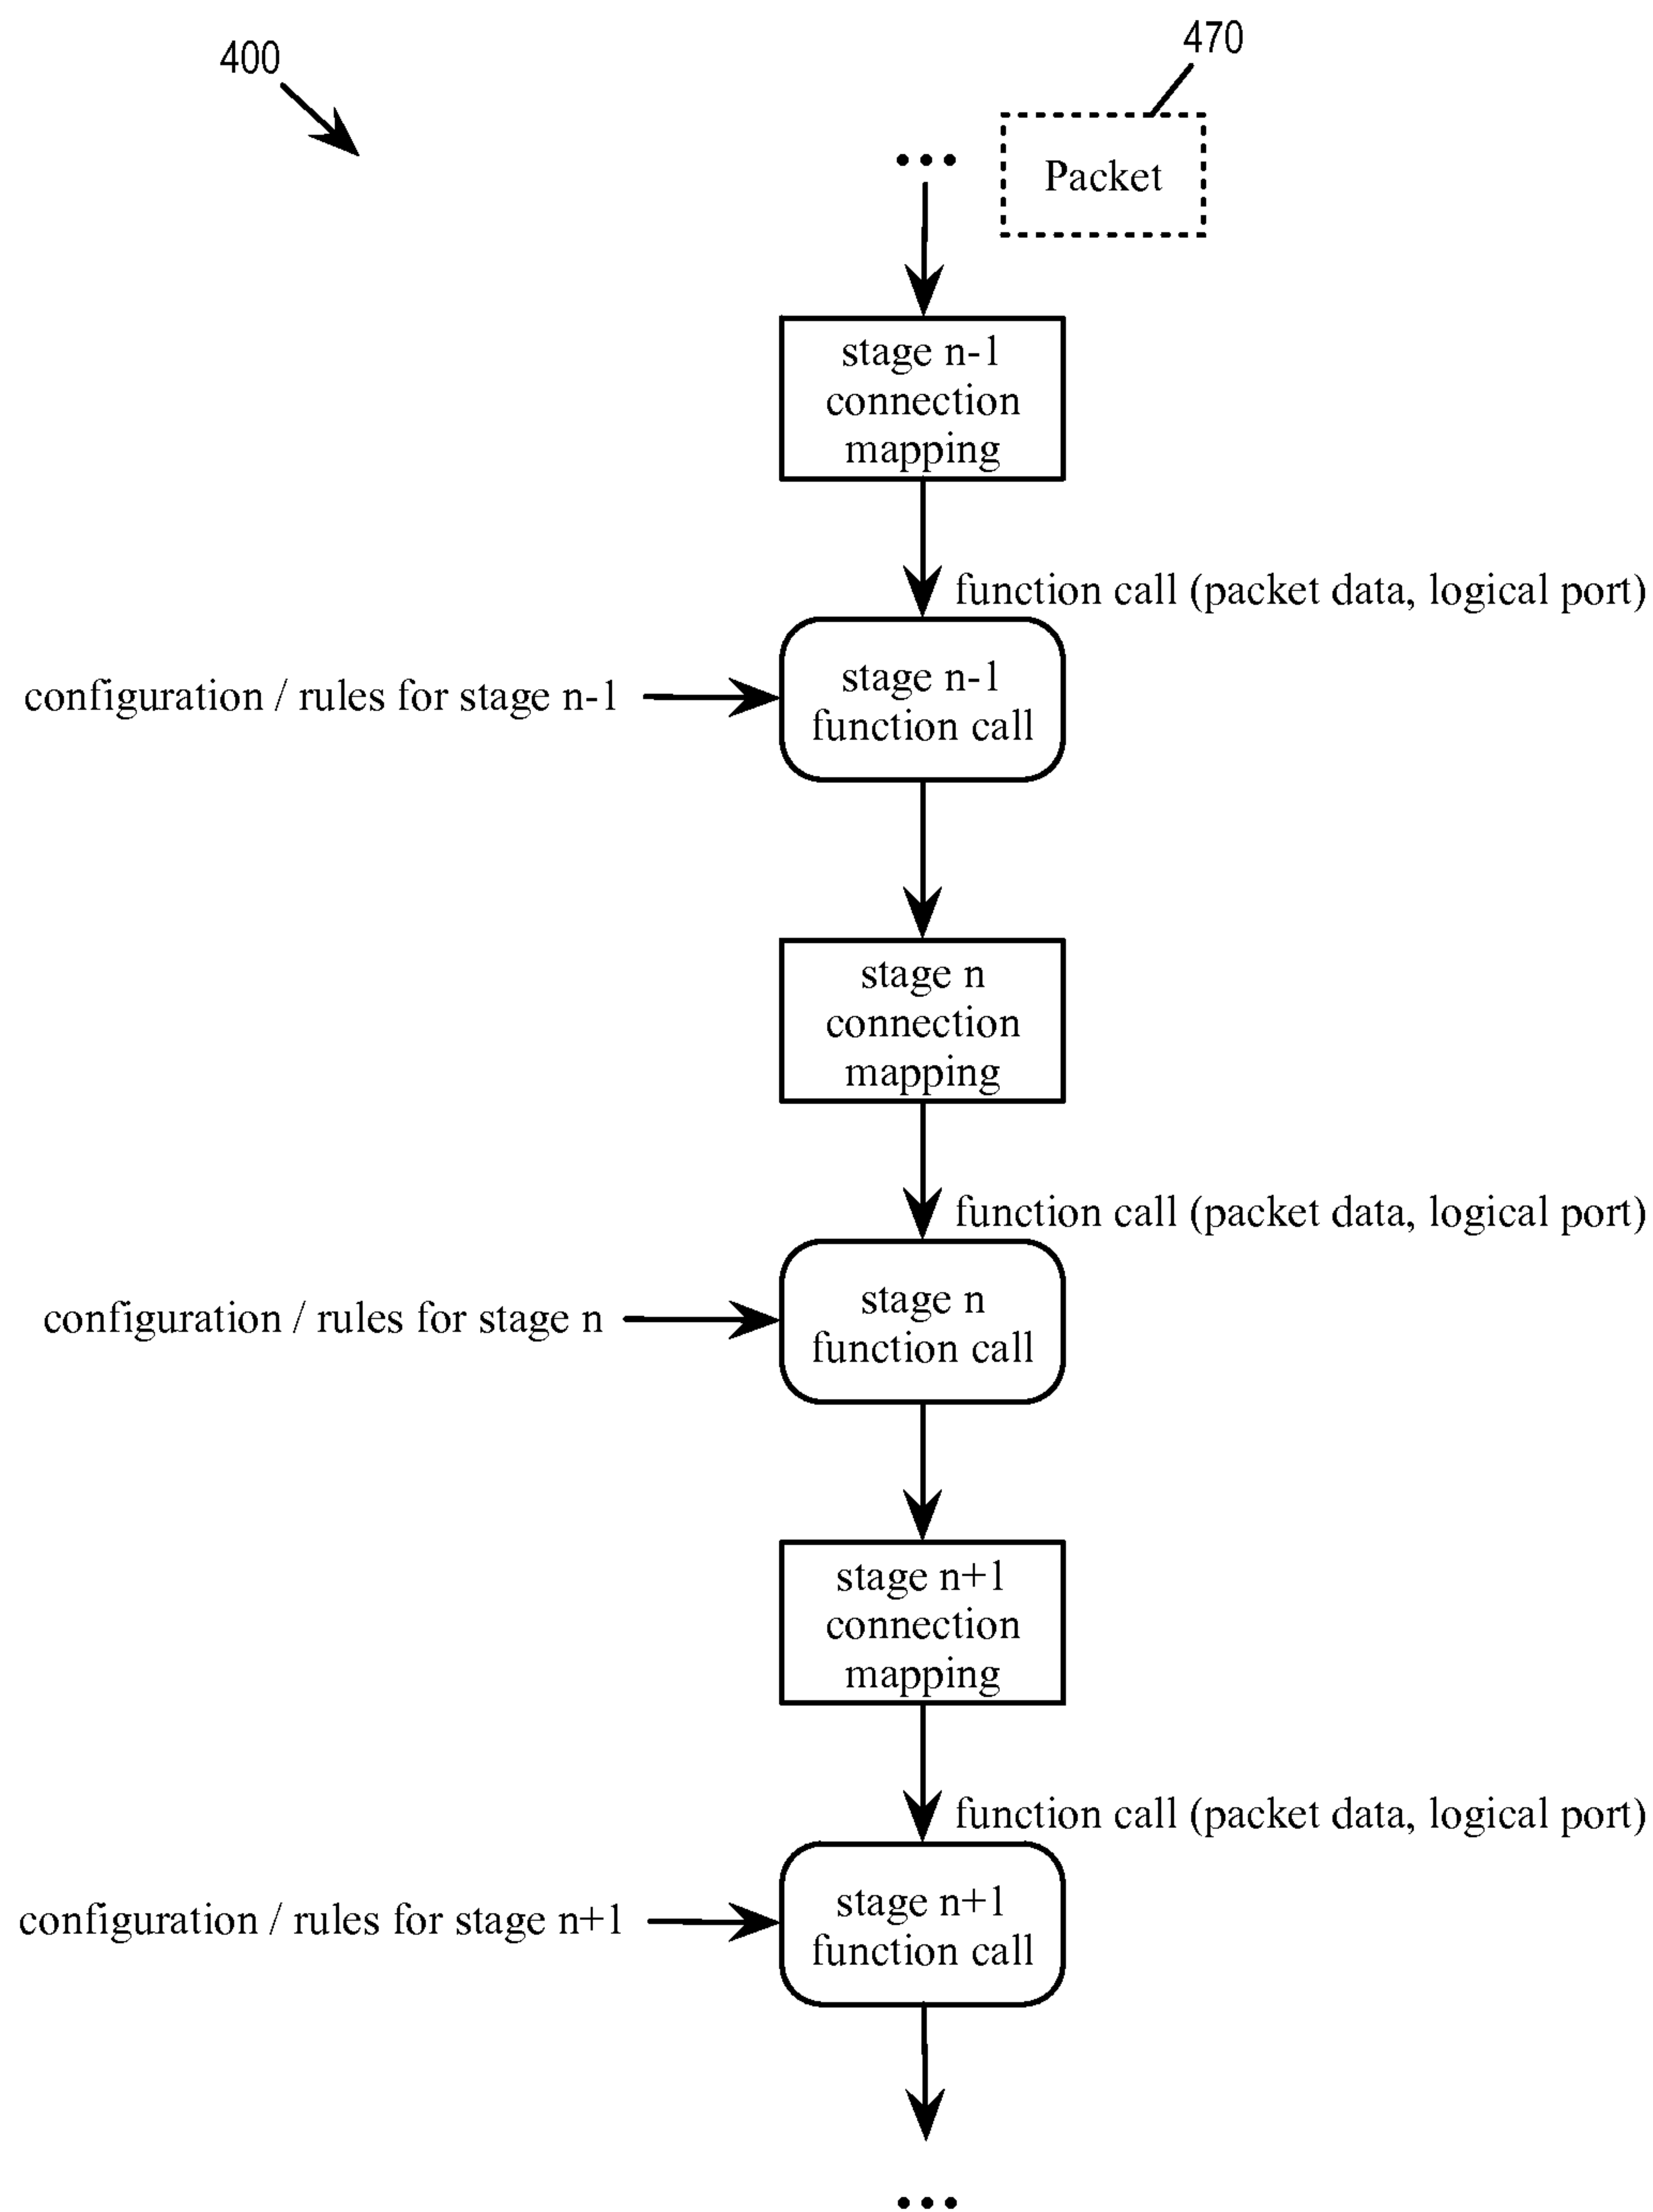 400
470
...
Packet
stage n-1
connection
mapping
function call (packet data, logical port)
configuration / rules for stage n-1
stage n-1
function call
stage n
connection
mapping
function call (packet data, logical port)
configuration / rules for stage n
stage n
function call
stage n+1
connection
mapping
function call (packet data, logical port)
configuration / rules for stage n+1
stage n+1
function call
...